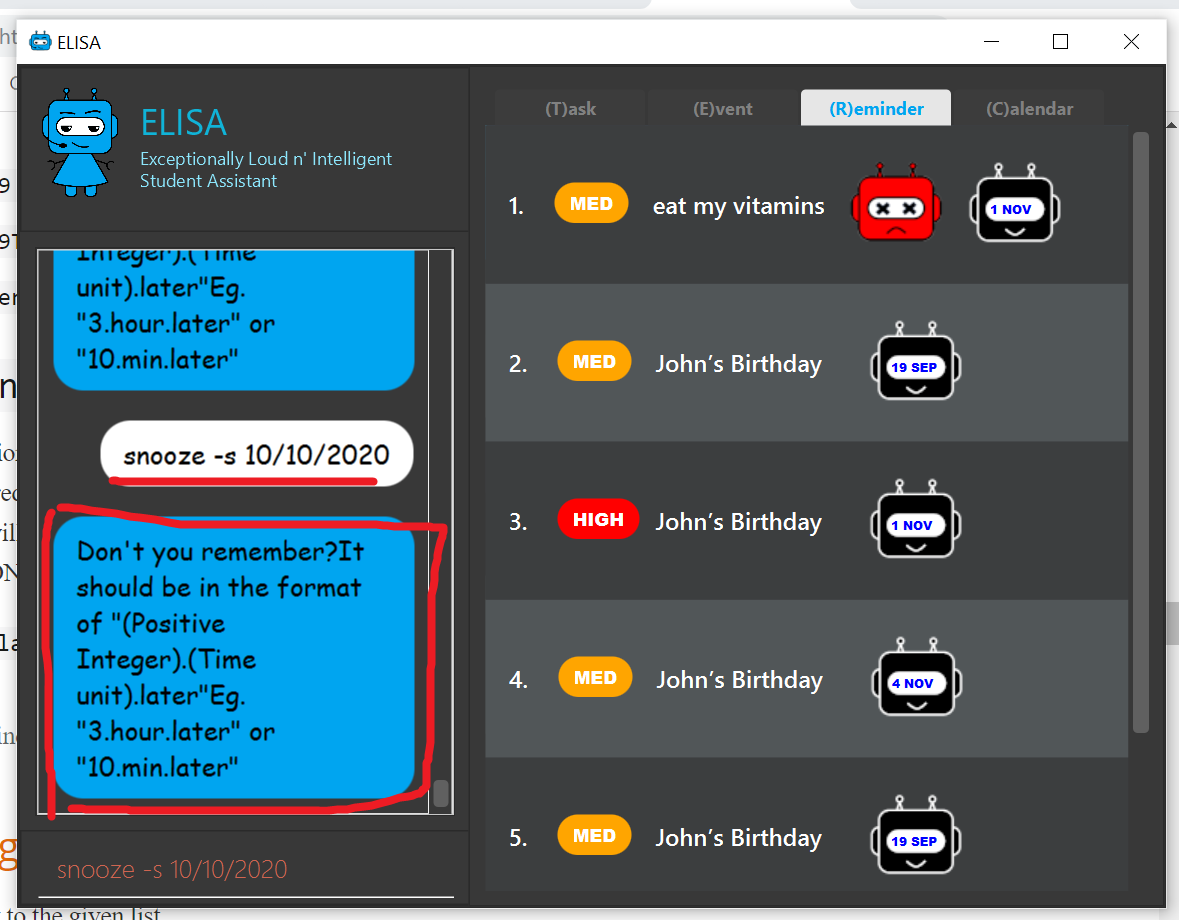 ELISA
ELISA
Exceptionally Loud n' Intelligent
Student Assistant
Integer).(Time
unit).later"Eg.
"3.hour.later" or
"10.min.later"
snooze -s 10/10/2020
Don't you remember?It
should be in the format
of "(Positive
Integer).(Time
unit).later"Eg.
"3.hour.later" or
"10.min.later"
snooze -s 10/10/2020
(T)ask (E)vent (R)eminder (C)alendar
1. MED eat my vitamins 1 NOV
2. MED John's Birthday 19 SEP
3. HIGH John's Birthday 1 NOV
4. MED John's Birthday 4 NOV
5. MED John's Birthday 19 SEP
to the given list